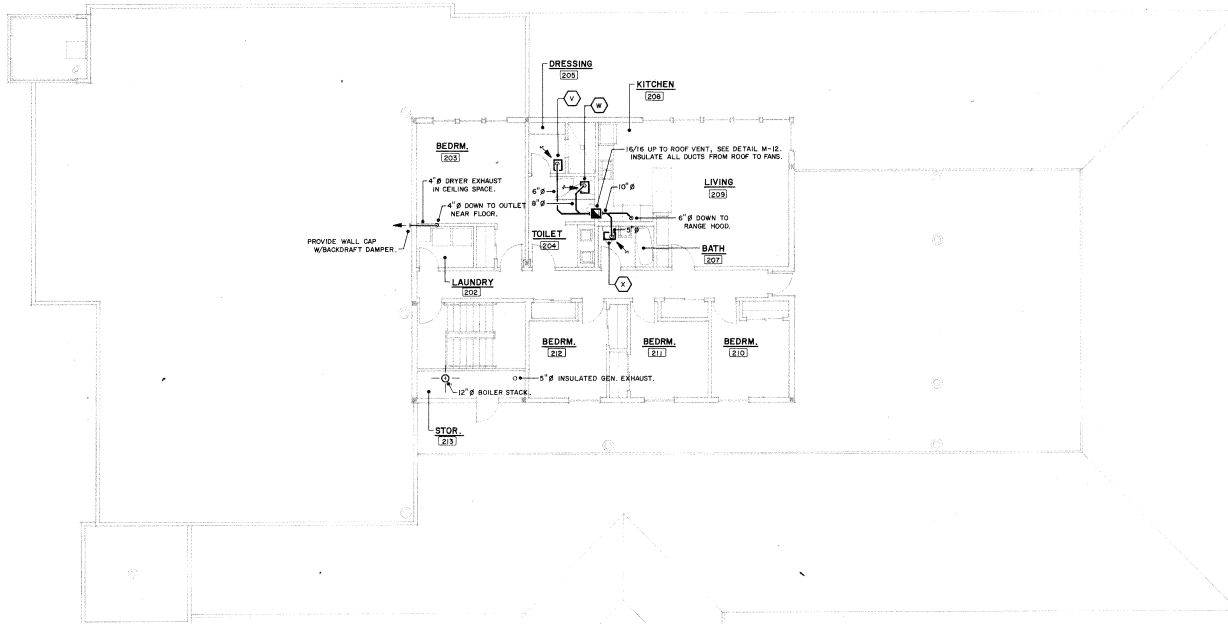 DRESSING
205
KITCHEN
206
V
W
BEDRM.
203
16/16 UP TO ROOF VENT, SEE DETAIL M-12.
INSULATE ALL DUCTS FROM ROOF TO FANS.
4"Ø DRYER EXHAUST
IN CEILING SPACE.
LIVING
209
6"Ø
10"Ø
8"Ø
4"Ø DOWN TO OUTLET
NEAR FLOOR.
6"Ø DOWN TO
RANGE HOOD.
5"Ø
TOILET
204
PROVIDE WALL CAP
W/BACKDRAFT DAMPER.
BATH
207
LAUNDRY
202
X
BEDRM.
212
BEDRM.
211
BEDRM.
210
5"Ø INSULATED GEN. EXHAUST.
12"Ø BOILER STACK.
STOR.
213